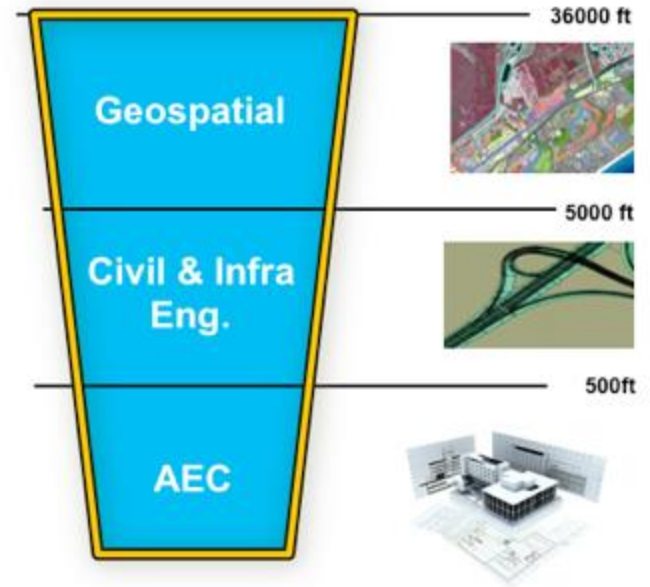 36000 ft
Geospatial
5000 ft
Civil & Infra
Eng.
500ft
AEC